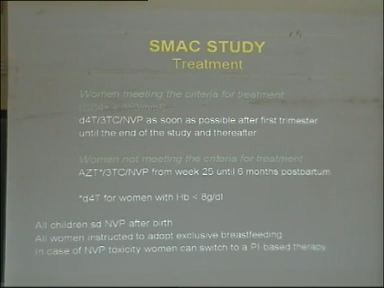 SMAC STUDY
Treatment
Women meeting the criteria for treatment
d4T/3TC/NVP as soon as possible after first trimester
until the end of the study and thereafter
Women not meeting the criteria for treatment
AZT*/3TC/NVP from week 25 until 6 months postpartum
*d4T for women with Hb < 8g/dl
All children sd NVP after birth
All women instructed to adopt exclusive breastfeeding
In case of NVP toxicity women can switch to a PI-based therapy